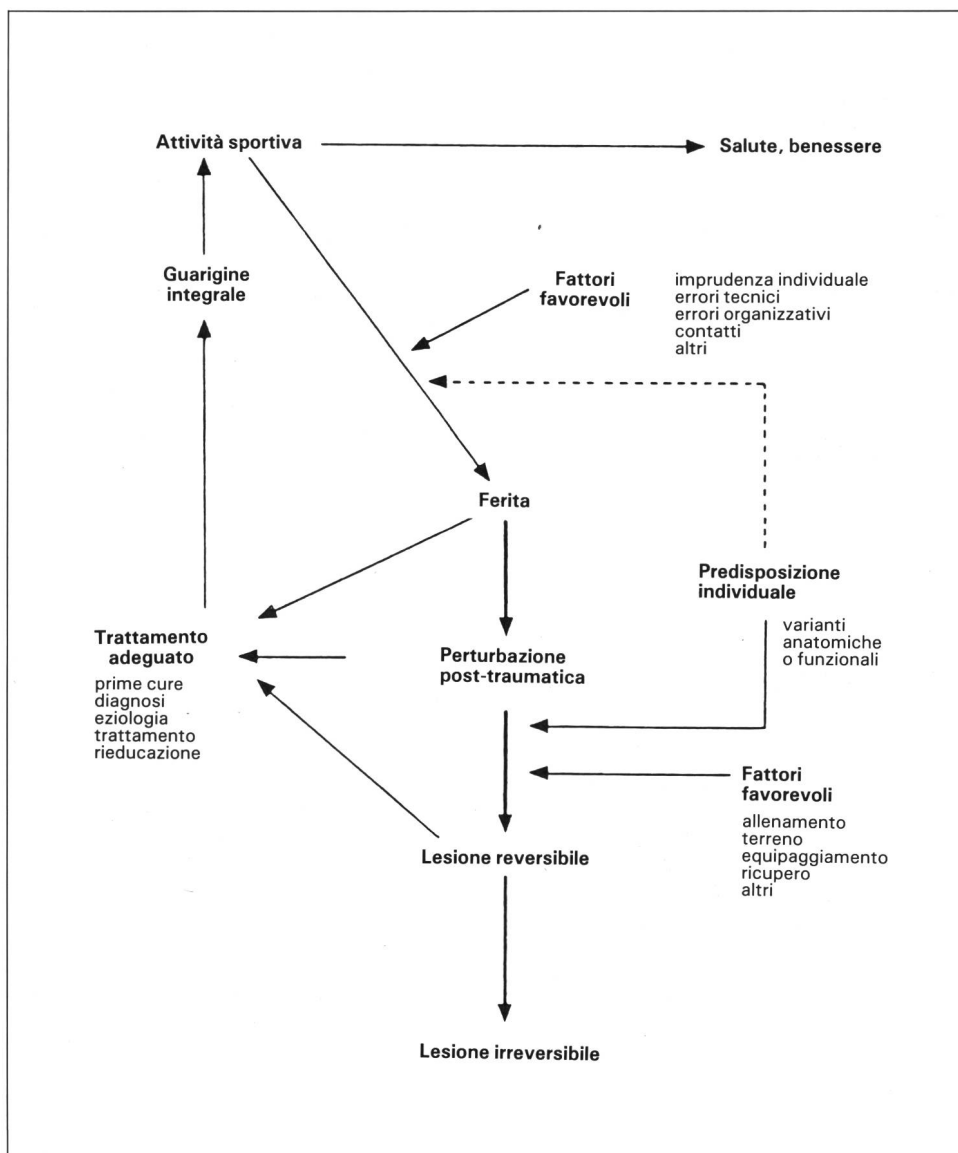 Attività sportiva
Salute, benessere
Guarigine
integrale
Fattori
favorevoli
imprudenza individuale
errori tecnici
errori organizzativi
contatti
altri
Ferita
Predisposizione
individuale
varianti
anatomiche
o funzionali
Trattamento
adeguato
prime cure
diagnosi
eziologia
trattamento
rieducazione
Perturbazione
post-traumatica
Fattori
favorevoli
allenamento
terreno
equipaggiamento
ricupero
altri
Lesione reversibile
Lesione irreversibile